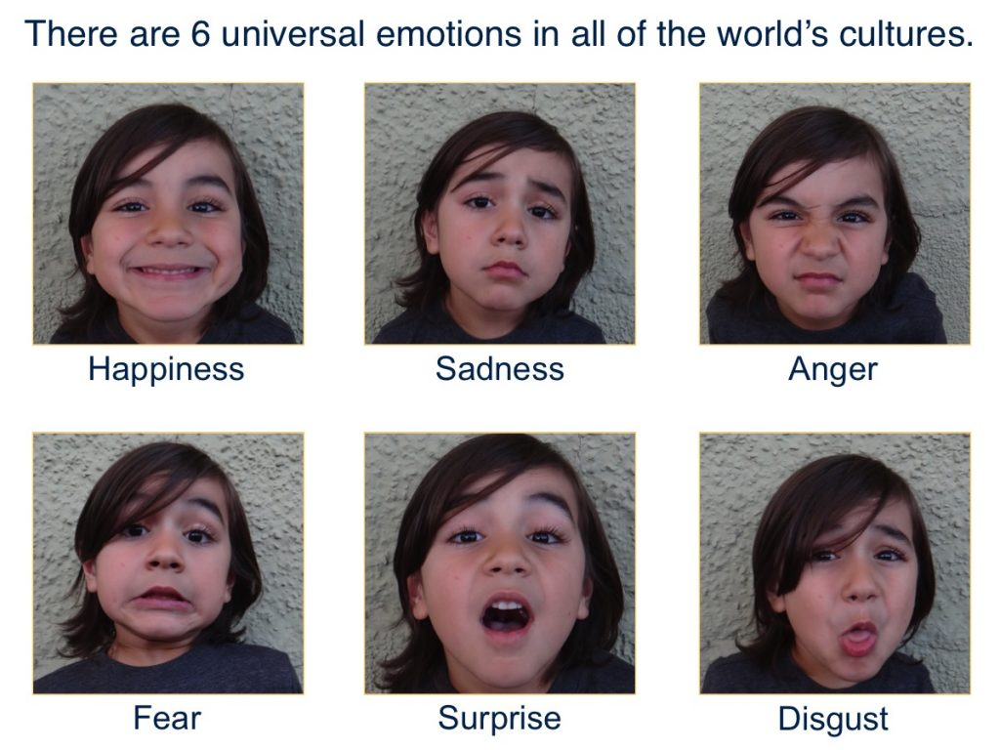 There are 6 universal emotions in all of the world’s cultures.
Happiness
Sadness
Anger
Fear
Surprise
Disgust